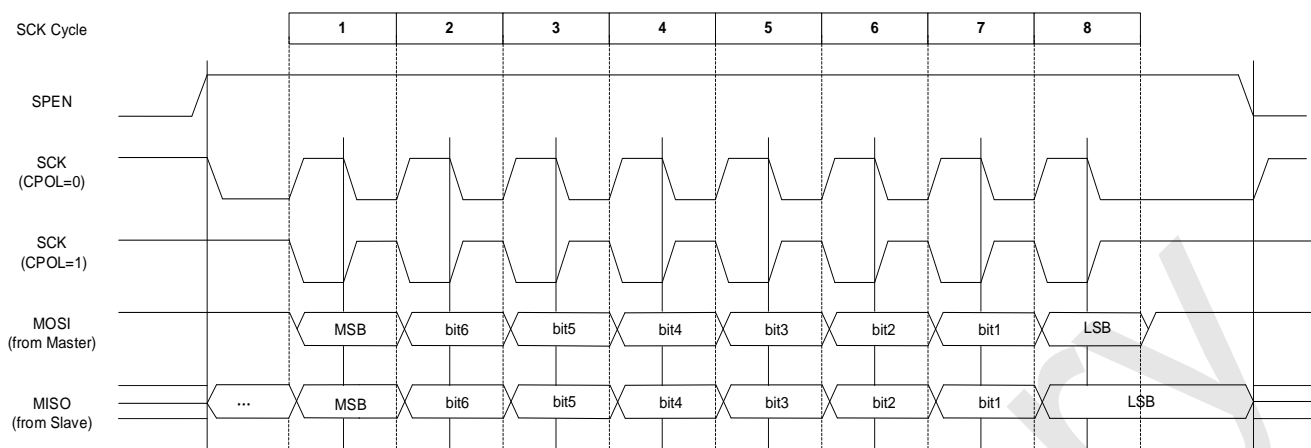 SCK Cycle 1 2 3 4 5 6 7 8
SPEN
SCK
(CPOL=0)
SCK
(CPOL=1)
MOSI
(from Master)
MSB bit6 bit5 bit4 bit3 bit2 bit1 LSB
MISO
(from Slave)
... MSB bit6 bit5 bit4 bit3 bit2 bit1 LSB
ry